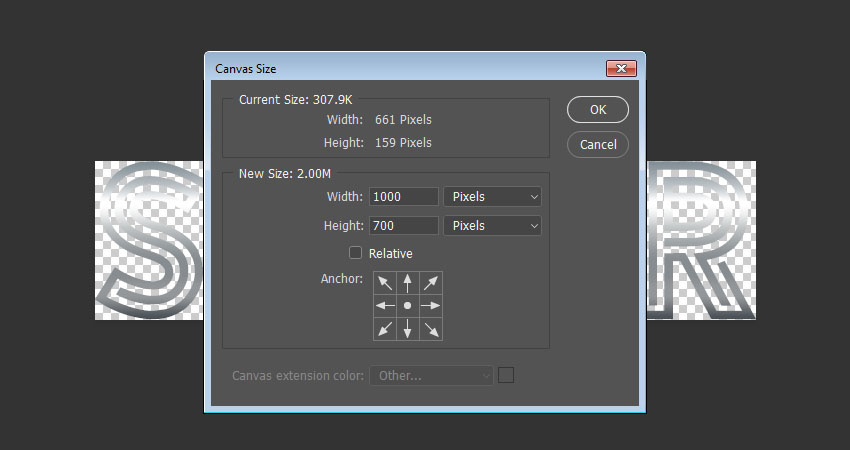 Canvas Size
Current Size: 307.9K
OK
Width: 661 Pixels
Height: 159 Pixels
Cancel
New Size: 2.00M
Width: 1000 Pixels
Height: 700 Pixels
Relative
Anchor:
Canvas extension color: Other...
S R